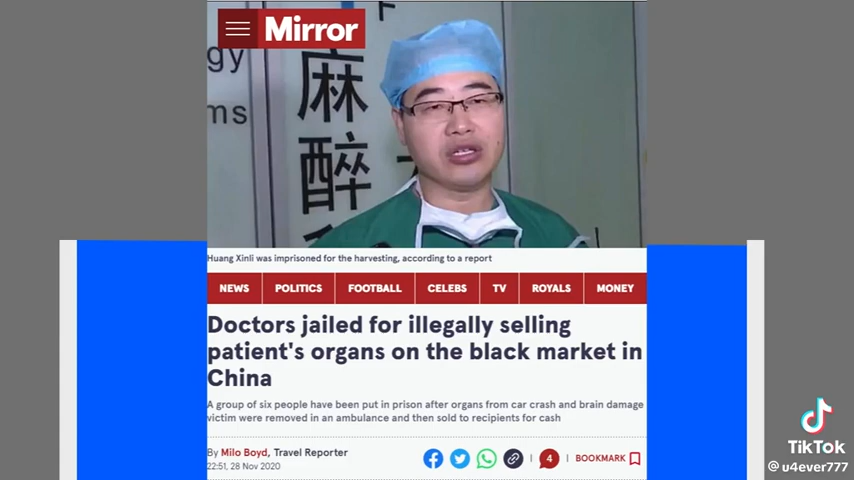 Mirror
gy
ms
麻
醉
Huang Xinli was imprisoned for the harvesting, according to a report
NEWS POLITICS FOOTBALL CELEBS TV ROYALS MONEY
Doctors jailed for illegally selling
patient's organs on the black market in
China
A group of six people have been put in prison after organs from car crash and brain damage
victim were removed in an ambulance and then sold to recipients for cash
By Milo Boyd, Travel Reporter
22:51, 28 Nov 2020
4
BOOKMARK
TikTok
@u4ever777